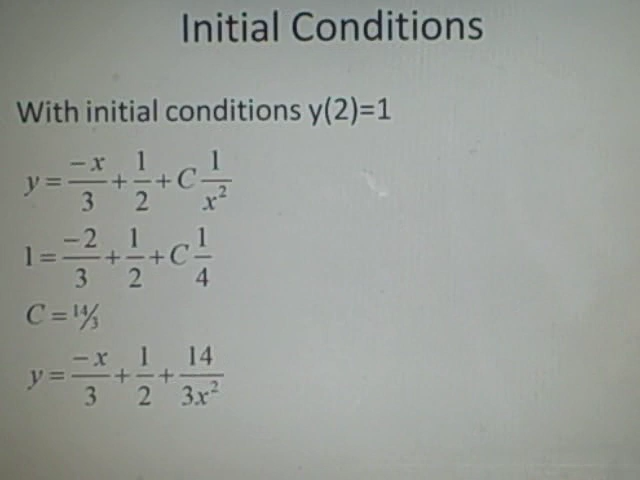 Initial Conditions
With initial conditions y(2)=1
y = -x/3 + 1/2 + C 1/x²
1 = -2/3 + 1/2 + C 1/4
C = 14/3
y = -x/3 + 1/2 + 14/3x²